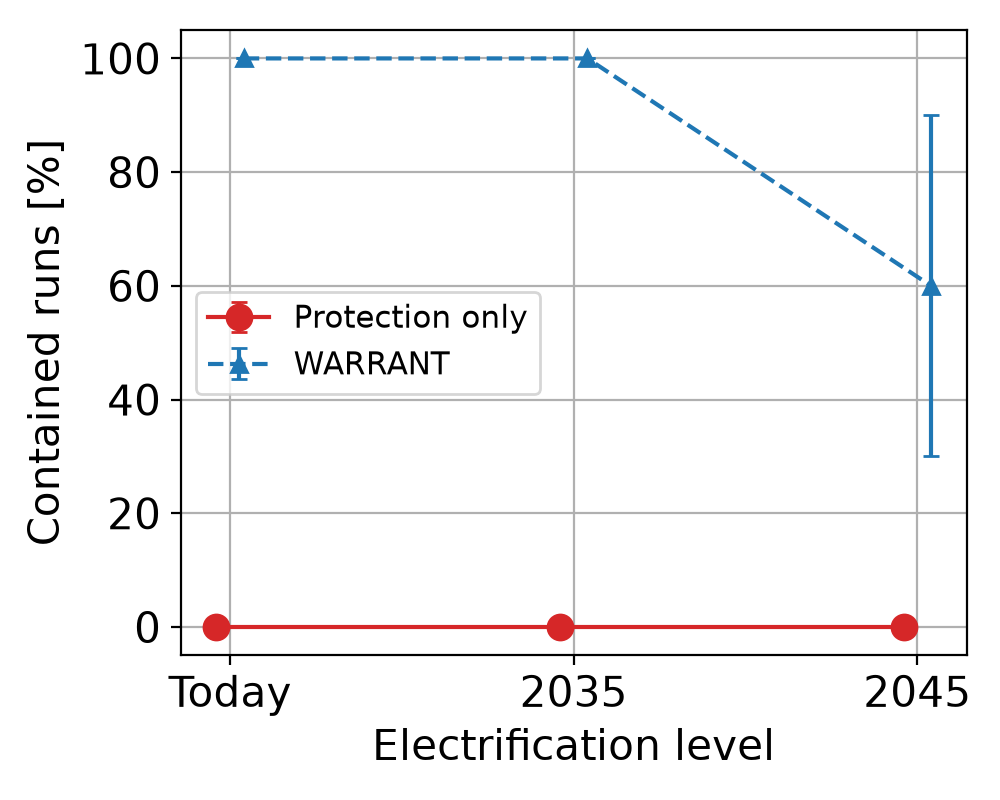 Contained runs [%]
100
80
60
40
20
0
Protection only
WARRANT
Today 2035 2045
Electrification level